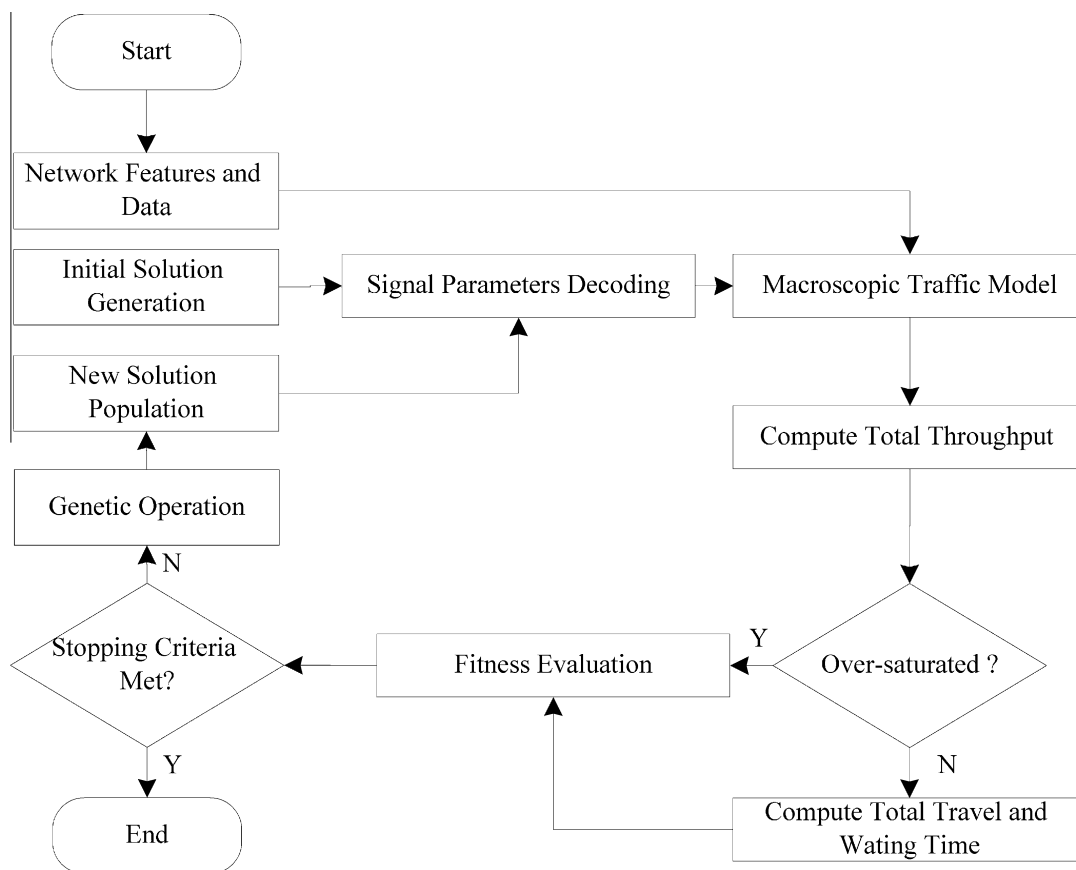 Start
Network Features and
Data
Initial Solution
Generation
Signal Parameters Decoding
Macroscopic Traffic Model
New Solution
Population
Compute Total Throughput
Genetic Operation
N
Stopping Criteria
Met?
Fitness Evaluation
Y
Over-saturated ?
Y
N
End
Compute Total Travel and
Wating Time